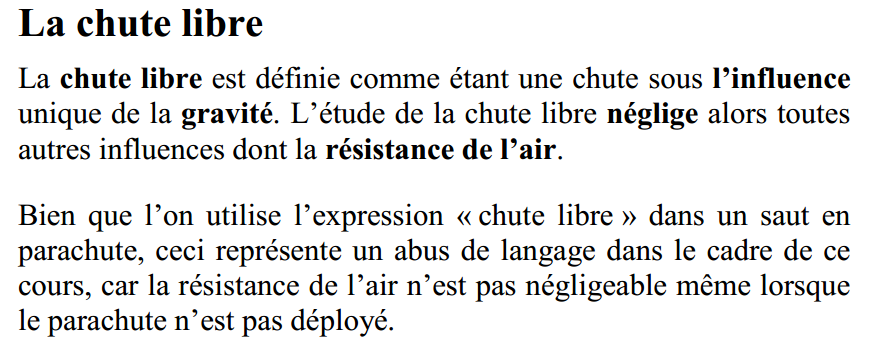 La chute libre
La chute libre est définie comme étant une chute sous l’influence
unique de la gravité. L’étude de la chute libre néglige alors toutes
autres influences dont la résistance de l’air.
Bien que l’on utilise l’expression « chute libre » dans un saut en
parachute, ceci représente un abus de langage dans le cadre de ce
cours, car la résistance de l’air n’est pas négligeable même lorsque
le parachute n’est pas déployé.